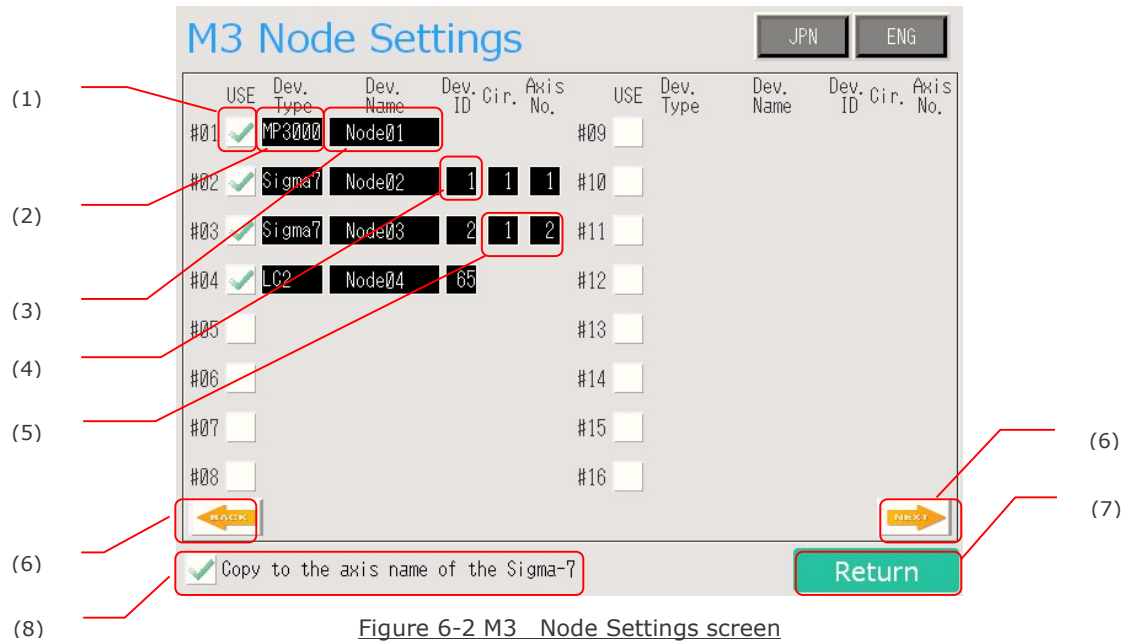 M3 Node Settings
JPN ENG
USE Dev. Type Dev. Name Dev. ID Cir. Axis No. USE Dev. Type Dev. Name Dev. ID Cir. Axis No.
(1)
#01 MP3000 Node01 #09
#02 Sigma7 Node02 1 1 1 #10
(2)
#03 Sigma7 Node03 2 1 2 #11
#04 LC2 Node04 65 #12
(3)
#05 #13
(4)
#06 #14
(5)
#07 #15
(6)
#08 #16
(7)
BACK NEXT
(6)
Copy to the axis name of the Sigma-7 Return
(8)
Figure 6-2 M3 Node Settings screen